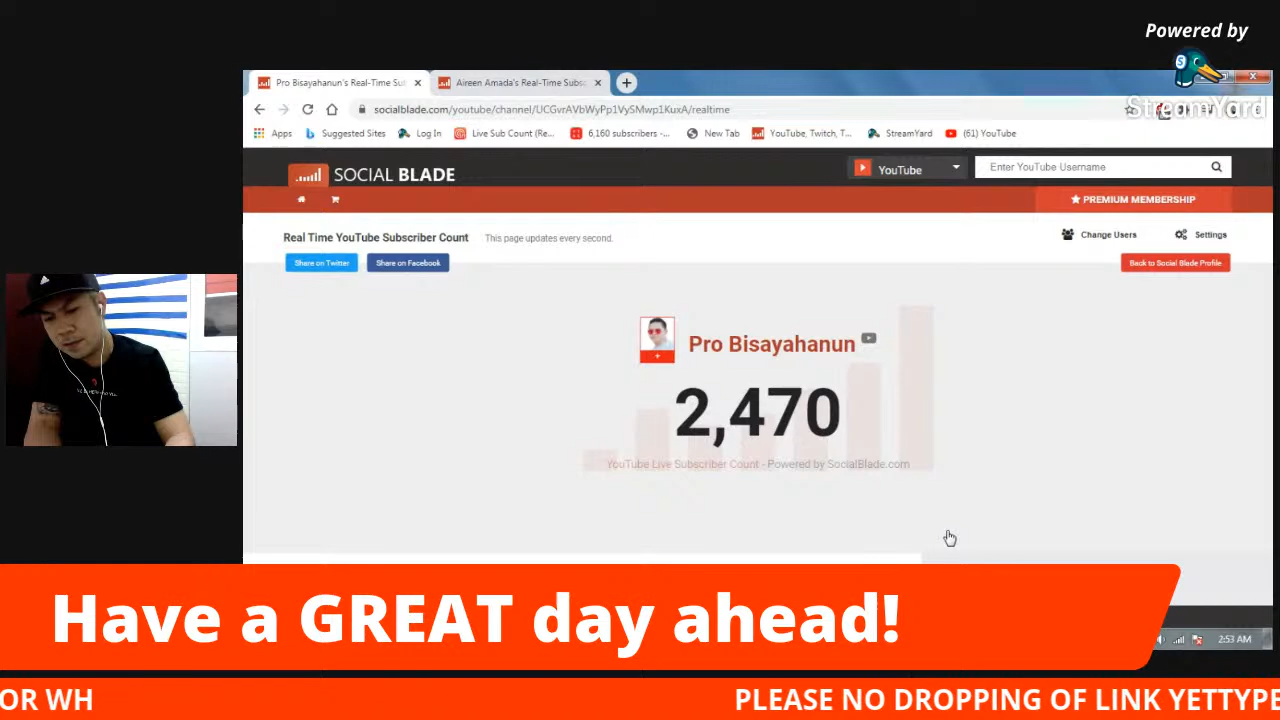 Powered by
StreamYard
Pro Bisayahanun's Real-Time Sut
Aireen Amada's Real-Time Subsc
socialblade.com/youtube/channel/UCGvrAVbWyPp1VySMwp1KuxA/realtime
Apps
Suggested Sites
Log In
Live Sub Count (Re...
6,160 subscribers -...
New Tab
YouTube, Twitch, T...
StreamYard
(61) YouTube
SOCIAL BLADE
YouTube
Enter YouTube Username
PREMIUM MEMBERSHIP
Real Time YouTube Subscriber Count
This page updates every second.
Change Users
Settings
Share on Twitter
Share on Facebook
Back to Social Blade Profile
Pro Bisayahanun
2,470
YouTube Live Subscriber Count - Powered by SocialBlade.com
Have a GREAT day ahead!
2:53 AM
OR WH
PLEASE NO DROPPING OF LINK YETTYPE